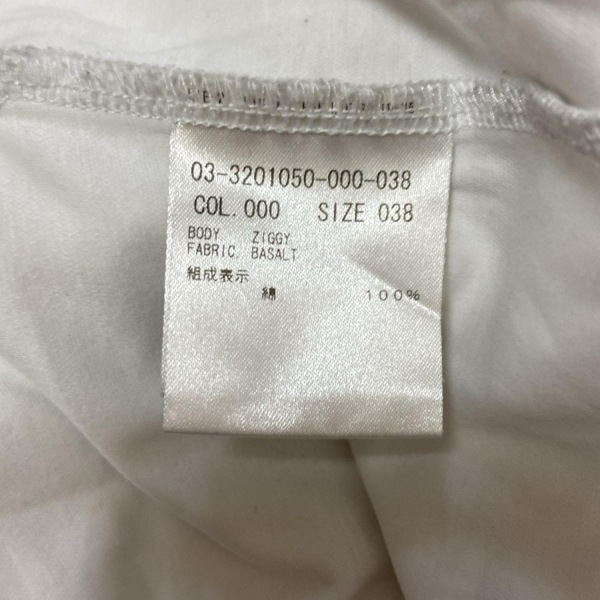 03-3201050-000-038
COL.000 SIZE 038
BODY ZIGGY
FABRIC BASALT
組成表示
綿 100%